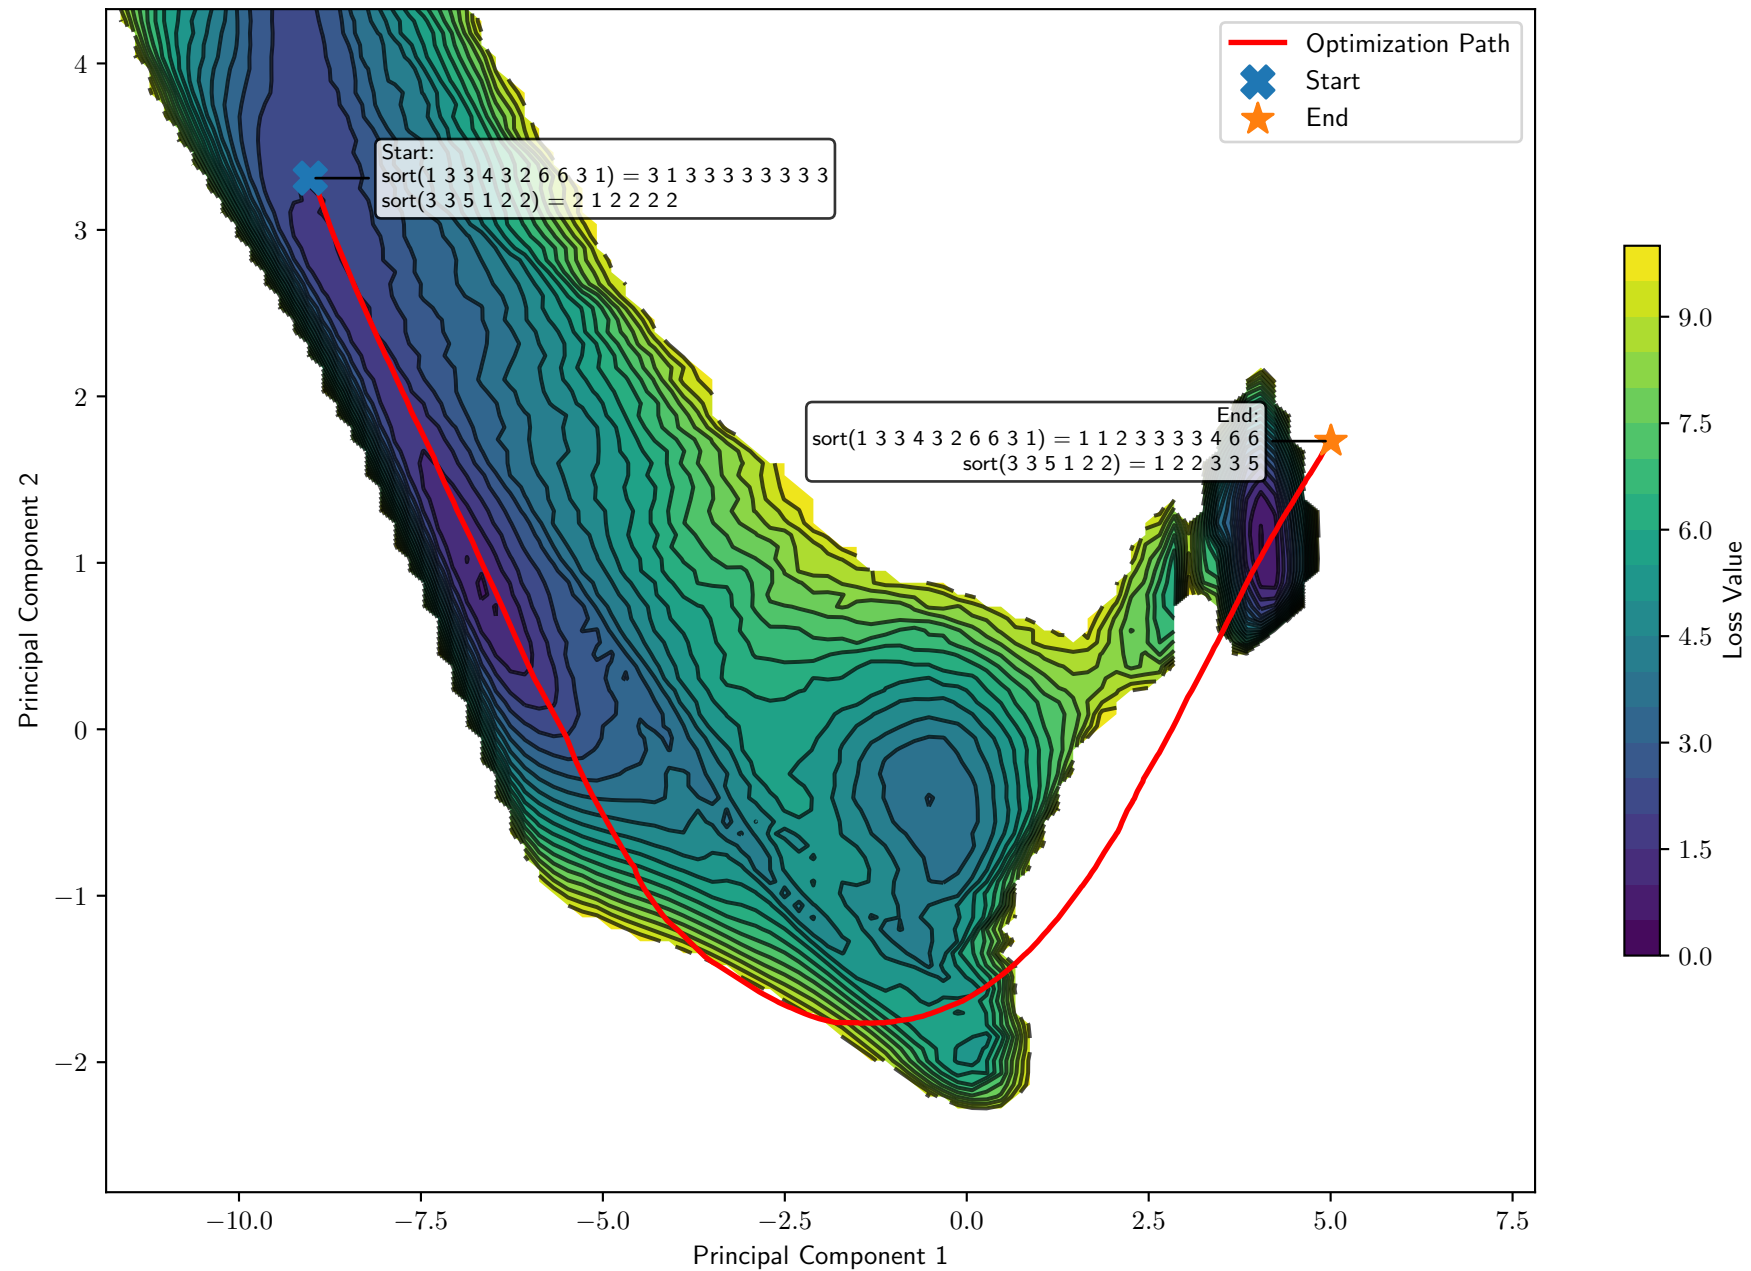 Optimization Path
Start
End
Start:
sort(1 3 3 4 3 2 6 6 3 1) = 3 1 3 3 3 3 3 3 3 3
sort(3 3 5 1 2 2) = 2 1 2 2 2 2
End:
sort(1 3 3 4 3 2 6 6 3 1) = 1 1 2 3 3 3 3 4 6 6
sort(3 3 5 1 2 2) = 1 2 2 3 3 5
4
3
2
1
0
−1
−2
Principal Component 2
−10.0 −7.5 −5.0 −2.5 0.0 2.5 5.0 7.5
Principal Component 1
9.0
7.5
6.0
4.5
3.0
1.5
0.0
Loss Value